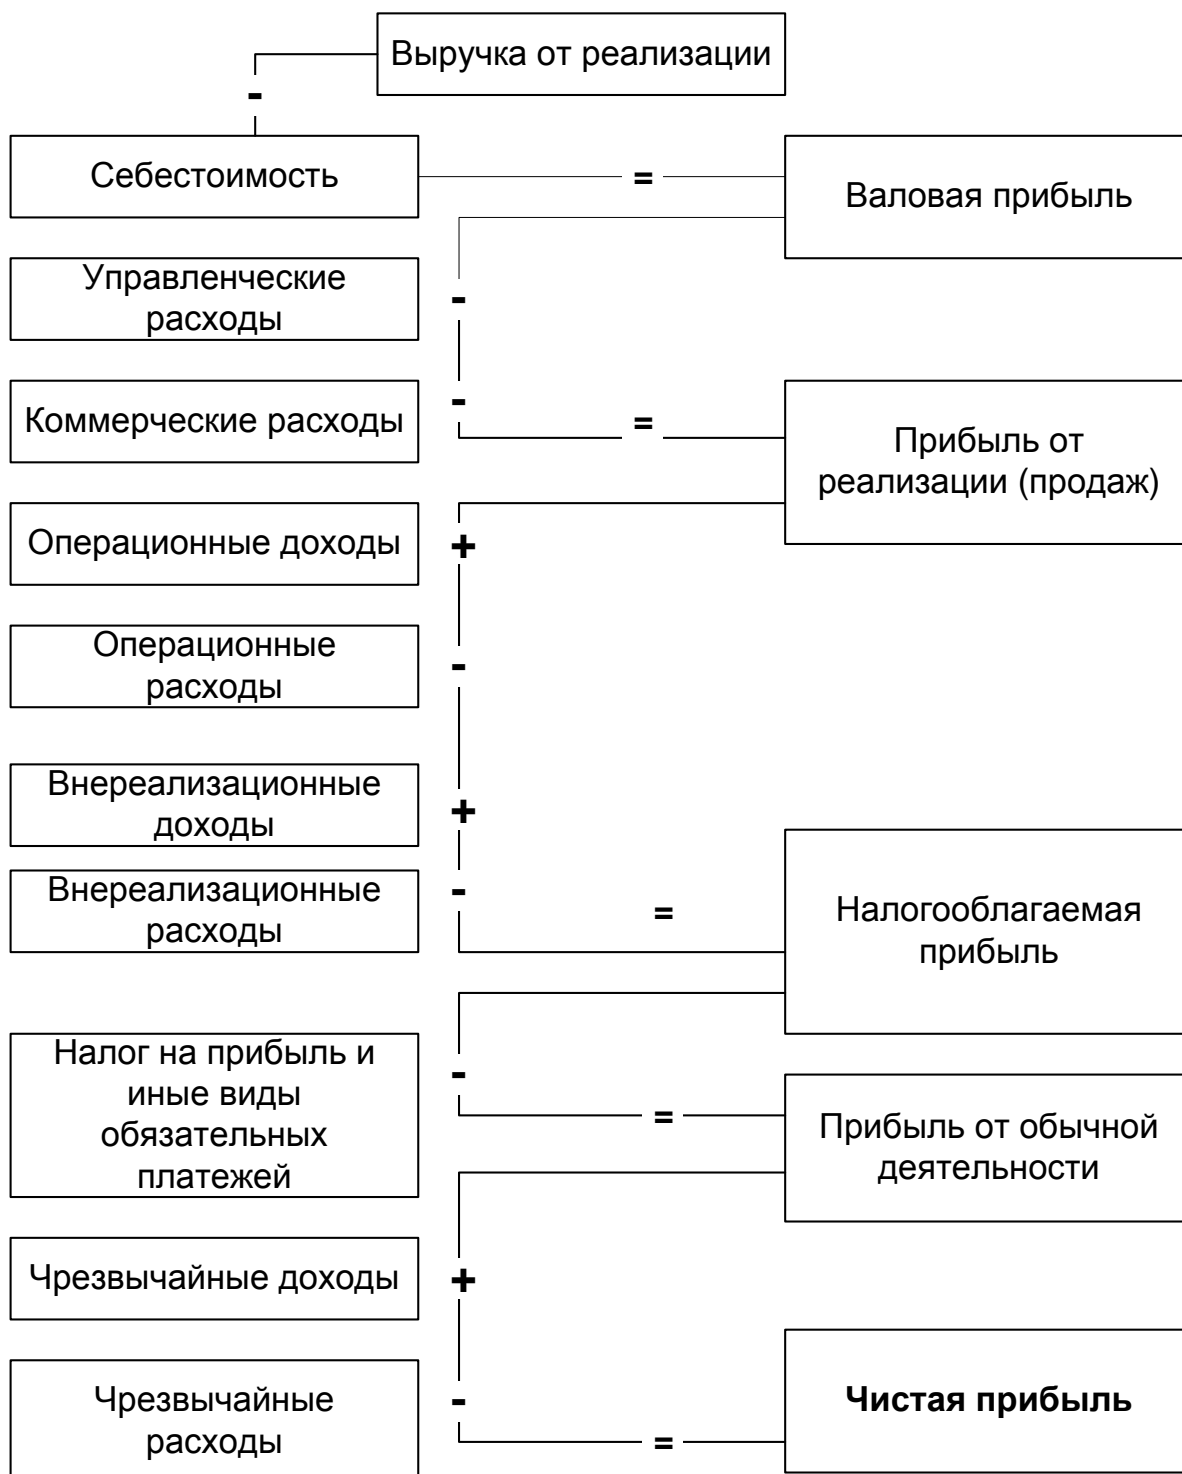 Выручка от реализации
-
Себестоимость
=
Валовая прибыль
Управленческие
расходы
-
Коммерческие расходы
-
=
Прибыль от
реализации (продаж)
Операционные доходы
+
Операционные
расходы
-
Внереализационные
доходы
+
Внереализационные
расходы
-
=
Налогооблагаемая
прибыль
Налог на прибыль и
иные виды
обязательных
платежей
-
=
Прибыль от обычной
деятельности
Чрезвычайные доходы
+
Чрезвычайные
расходы
-
=
Чистая прибыль